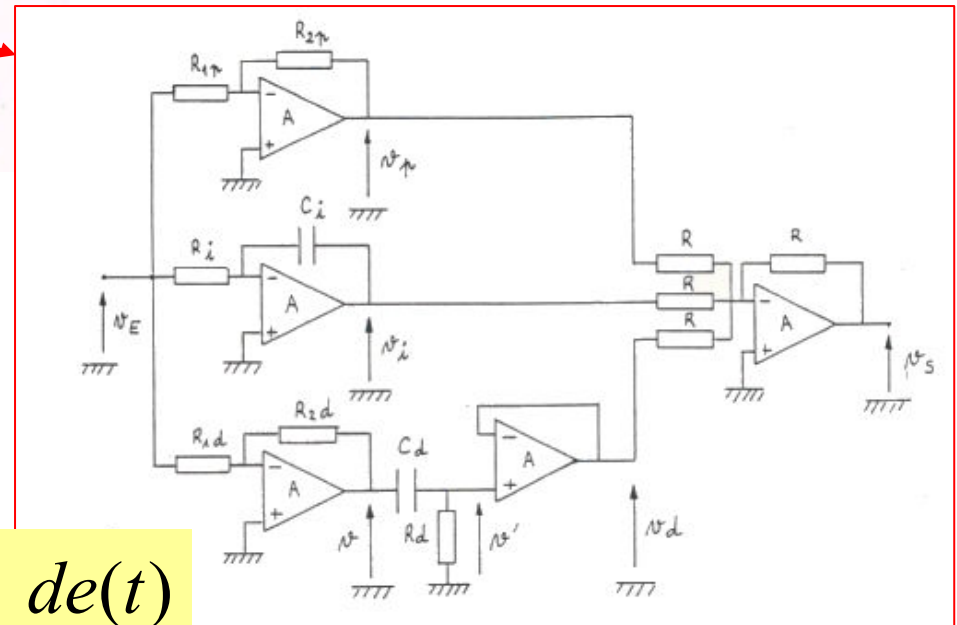 R2p
R1p
-
A
+
vp
Ci
Ri
-
A
+
vE
vi
R
R
R
R
-
A
+
vs
R2d
R1d
-
A
+
Cd
v
Rd
v'
-
A
+
vd
de(t)